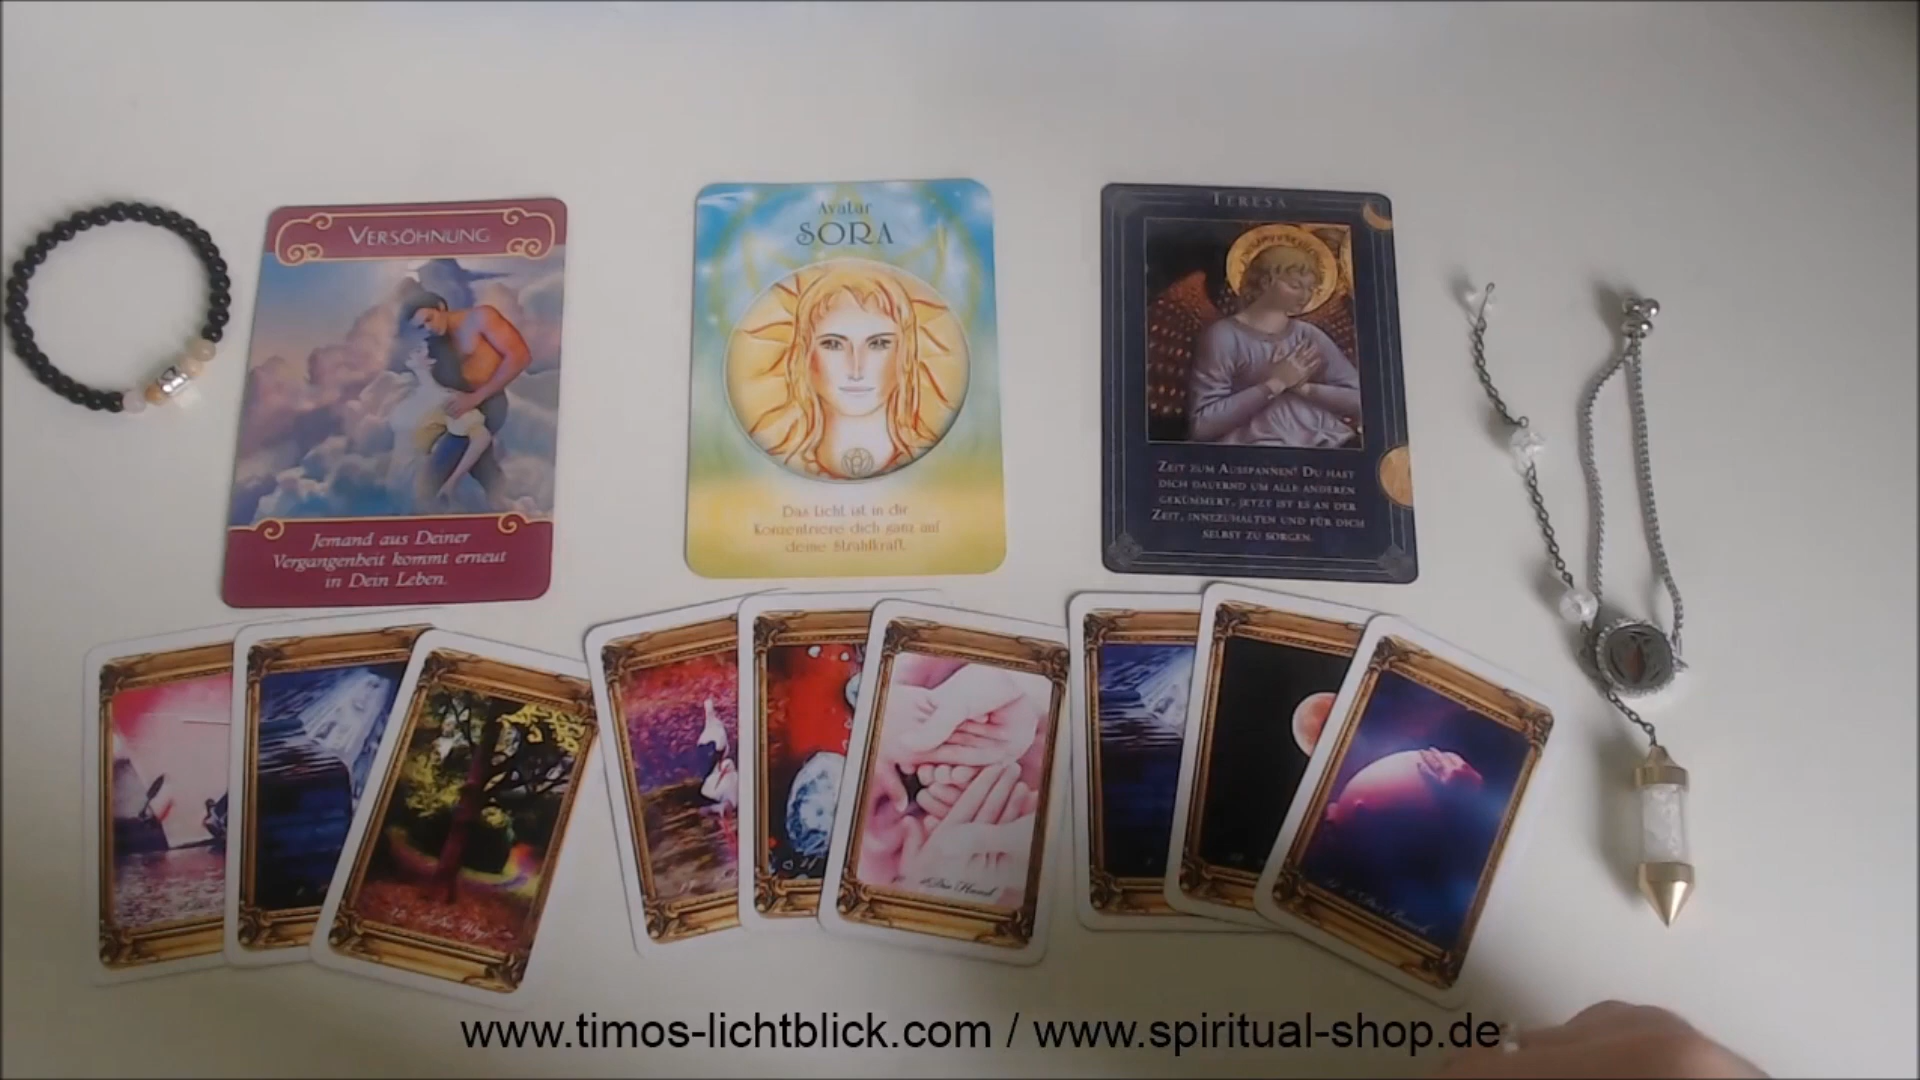 VERSÖHNUNG
Jemand aus Deiner
Vergangenheit kommt erneut
in Dein Leben.
Avatar
SORA
Das Licht ist in dir
Konzentriere dich ganz auf
deine Strahlkraft.
TERESA
ZEIT ZUM AUSSPANNEN! DU HAST
DICH DAUERND UM ALLE ANDEREN
GEKÜMMERT, JETZT IST ES AN DER
ZEIT, INNEZUHALTEN UND FÜR DICH
SELBST ZU SORGEN.
www.timos-lichtblick.com / www.spiritual-shop.de